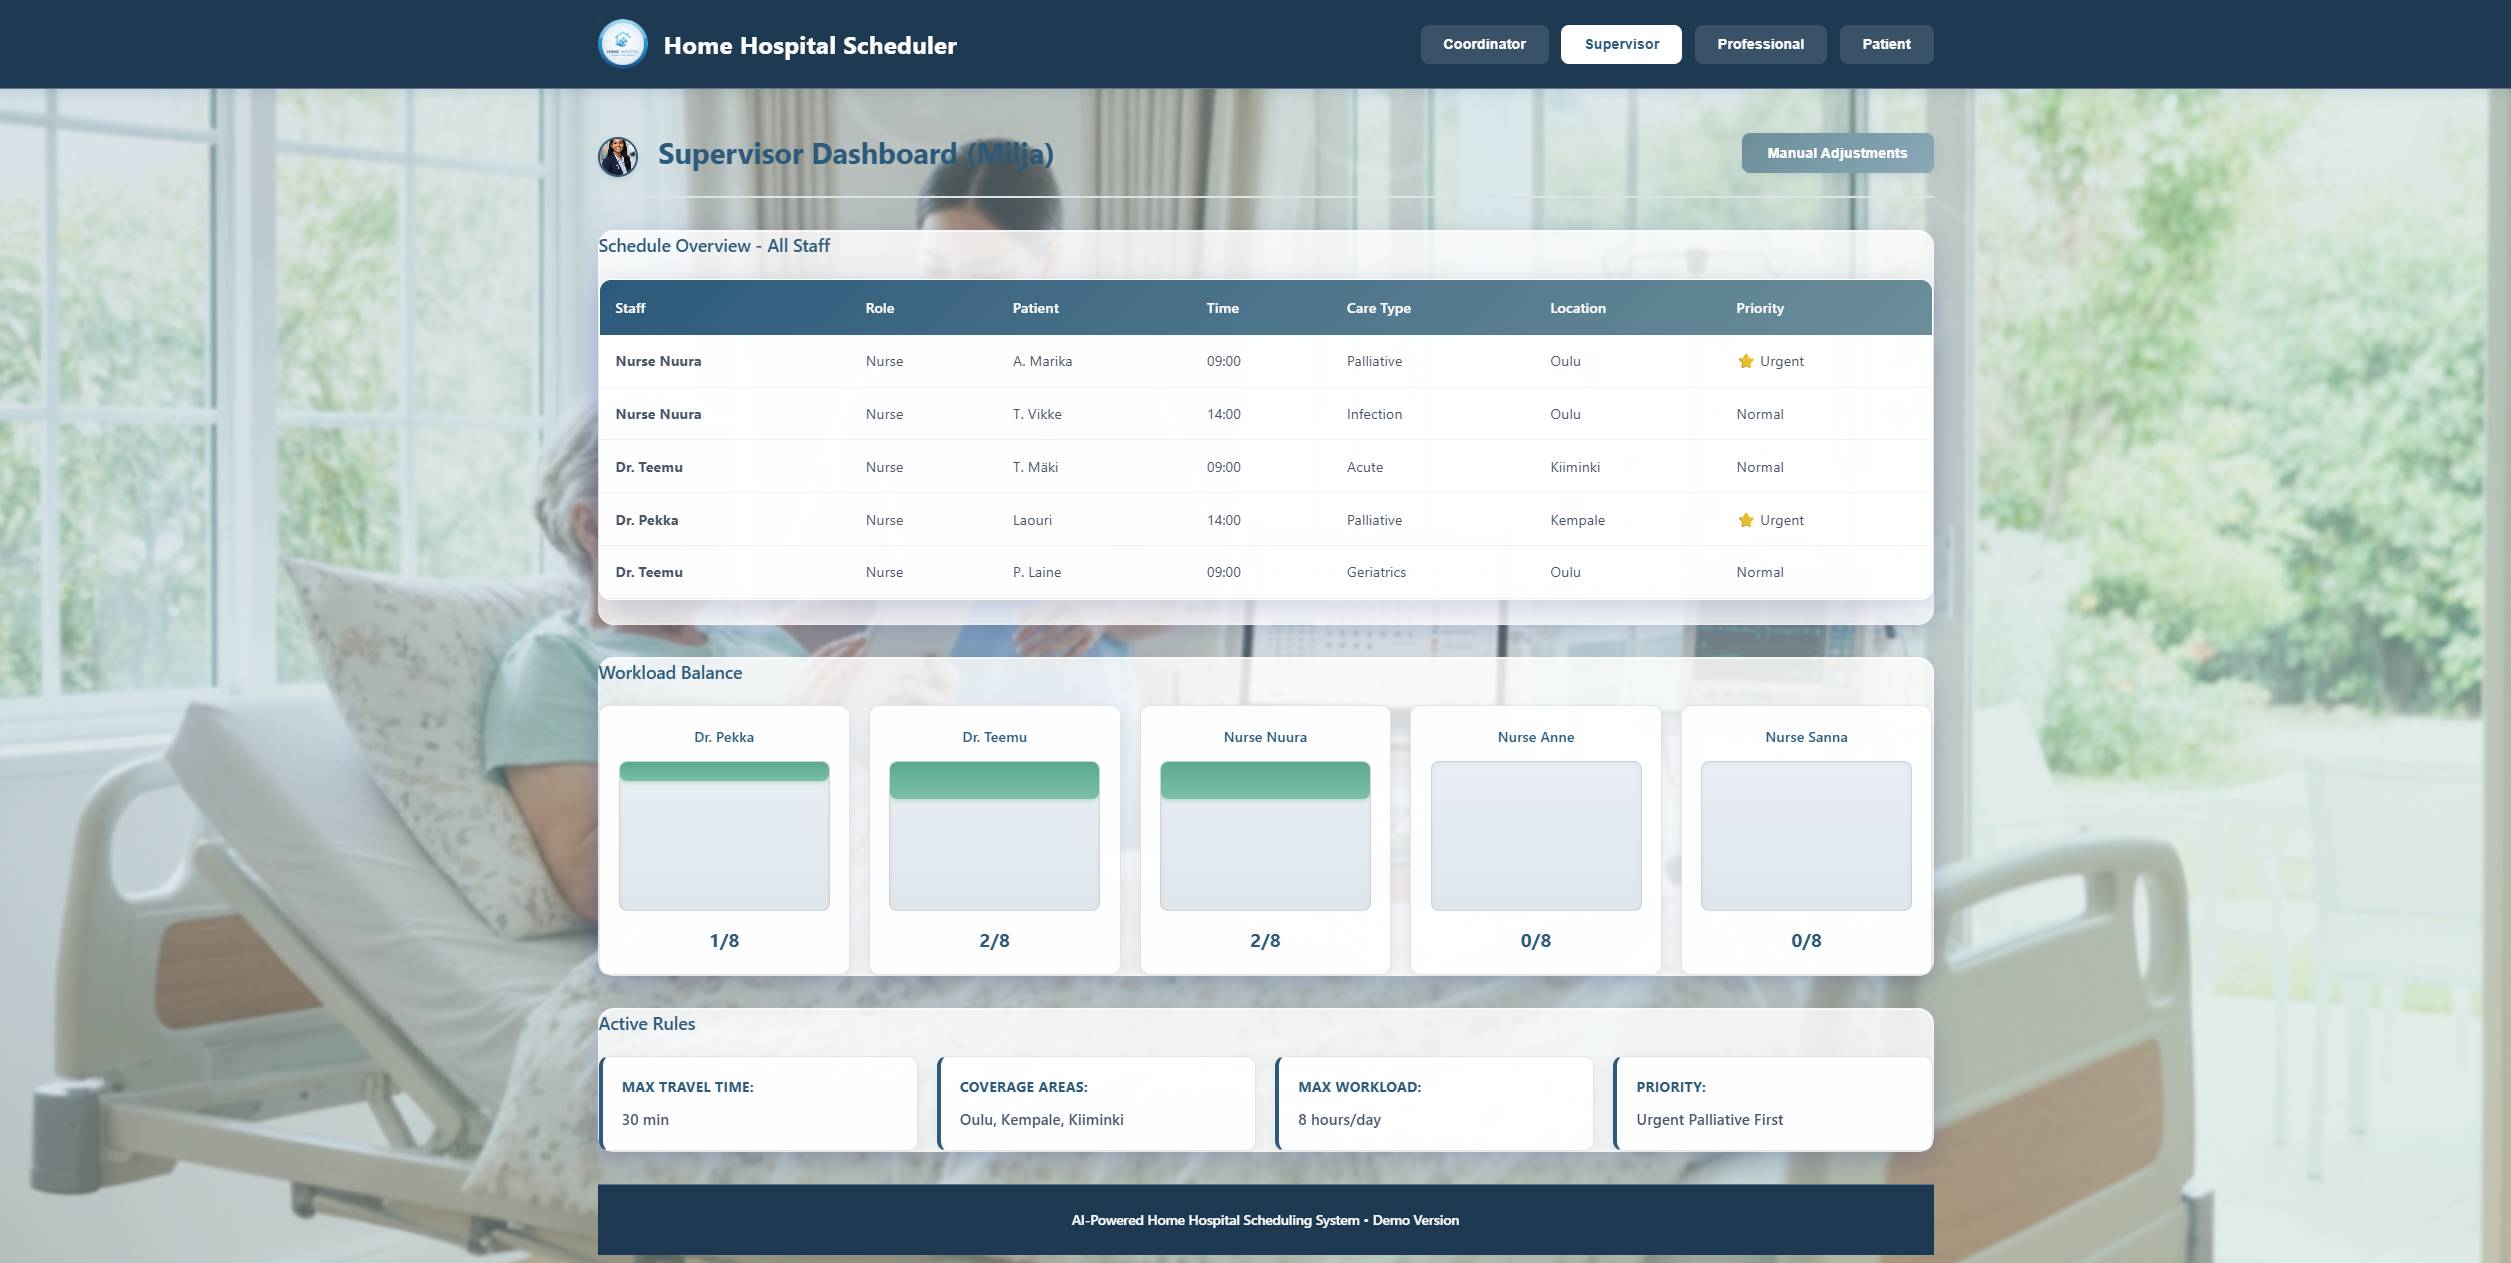 Home Hospital Scheduler
Coordinator
Supervisor
Professional
Patient
Supervisor Dashboard (Milja)
Manual Adjustments
Schedule Overview - All Staff
Staff Role Patient Time Care Type Location Priority
Nurse Nuura Nurse A. Marika 09:00 Palliative Oulu ⭐ Urgent
Nurse Nuura Nurse T. Vikke 14:00 Infection Oulu Normal
Dr. Teemu Nurse T. Mäki 09:00 Acute Kiiminki Normal
Dr. Pekka Nurse Laouri 14:00 Palliative Kempale ⭐ Urgent
Dr. Teemu Nurse P. Laine 09:00 Geriatrics Oulu Normal
Workload Balance
Dr. Pekka
1/8
Dr. Teemu
2/8
Nurse Nuura
2/8
Nurse Anne
0/8
Nurse Sanna
0/8
Active Rules
MAX TRAVEL TIME:
30 min
COVERAGE AREAS:
Oulu, Kempale, Kiiminki
MAX WORKLOAD:
8 hours/day
PRIORITY:
Urgent Palliative First
AI-Powered Home Hospital Scheduling System • Demo Version